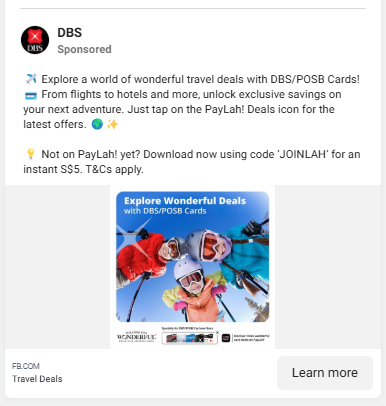 DBS
DBS
Sponsored
✈️ Explore a world of wonderful travel deals with DBS/POSB Cards!
💳 From flights to hotels and more, unlock exclusive savings on
your next adventure. Just tap on the PayLah! Deals icon for the
latest offers. 🌍 ✨
💡 Not on PayLah! yet? Download now using code ‘JOINLAH’ for an
instant S$5. T&Cs apply.
Explore Wonderful Deals
with DBS/POSB Cards
WONDERFUL
FB.COM
Travel Deals
Learn more